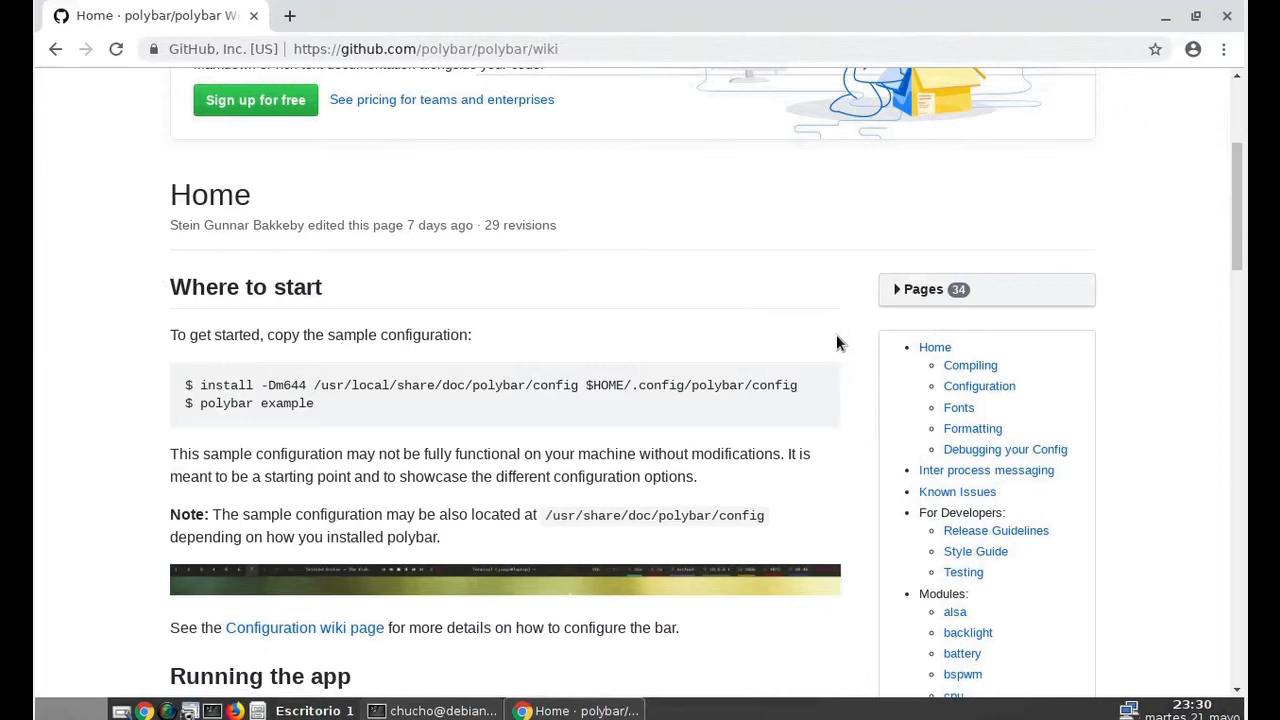 Home · polybar/polybar W
GitHub, Inc. [US] | https://github.com/polybar/polybar/wiki
Sign up for free
See pricing for teams and enterprises
Home
Stein Gunnar Bakkeby edited this page 7 days ago · 29 revisions
Where to start
To get started, copy the sample configuration:
$ install -Dm644 /usr/local/share/doc/polybar/config $HOME/.config/polybar/config
$ polybar example
This sample configuration may not be fully functional on your machine without modifications. It is
meant to be a starting point and to showcase the different configuration options.
Note: The sample configuration may be also located at /usr/share/doc/polybar/config
depending on how you installed polybar.
See the Configuration wiki page for more details on how to configure the bar.
Running the app
Pages 34
Home
Compiling
Configuration
Fonts
Formatting
Debugging your Config
Inter process messaging
Known Issues
For Developers:
Release Guidelines
Style Guide
Testing
Modules:
alsa
backlight
battery
bspwm
cpu
Escritorio 1
chucho@debian...
Home · polybar/...
23:30
martes 21 mayo